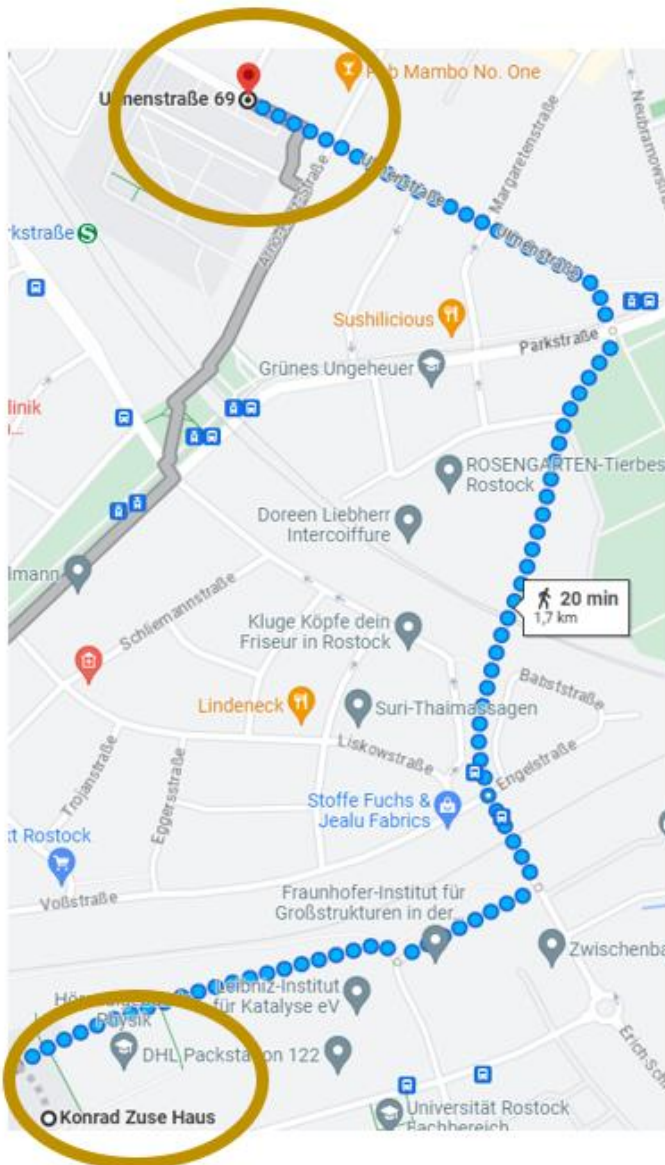 Pub Mambo No. One
Ulmenstraße 69
Margaretenstraße
Neubramowstraße
Ulmenstraße
Ulmenstraße
rkstraße S
Sushilicious
Parkstraße
Grünes Ungeheuer
linik
ROSENGARTEN-Tierbes
Rostock
Doreen Liebherr
Intercoiffure
lmann
Schliemannstraße
20 min
1,7 km
Kluge Köpfe dein
Friseur in Rostock
Babststraße
Lindeneck
Suri-Thaimassagen
Liskowstraße
Engelstraße
Trojanstraße
Eggersstraße
Stoffe Fuchs &
Jealu Fabrics
kt Rostock
Voßstraße
Fraunhofer-Institut für
Großstrukturen in der...
Zwischenba
Leibniz-Institut
für Katalyse eV
Physik
DHL Packstation 122
Erich-Sch
Konrad Zuse Haus
Universität Rostock
Fachbereich